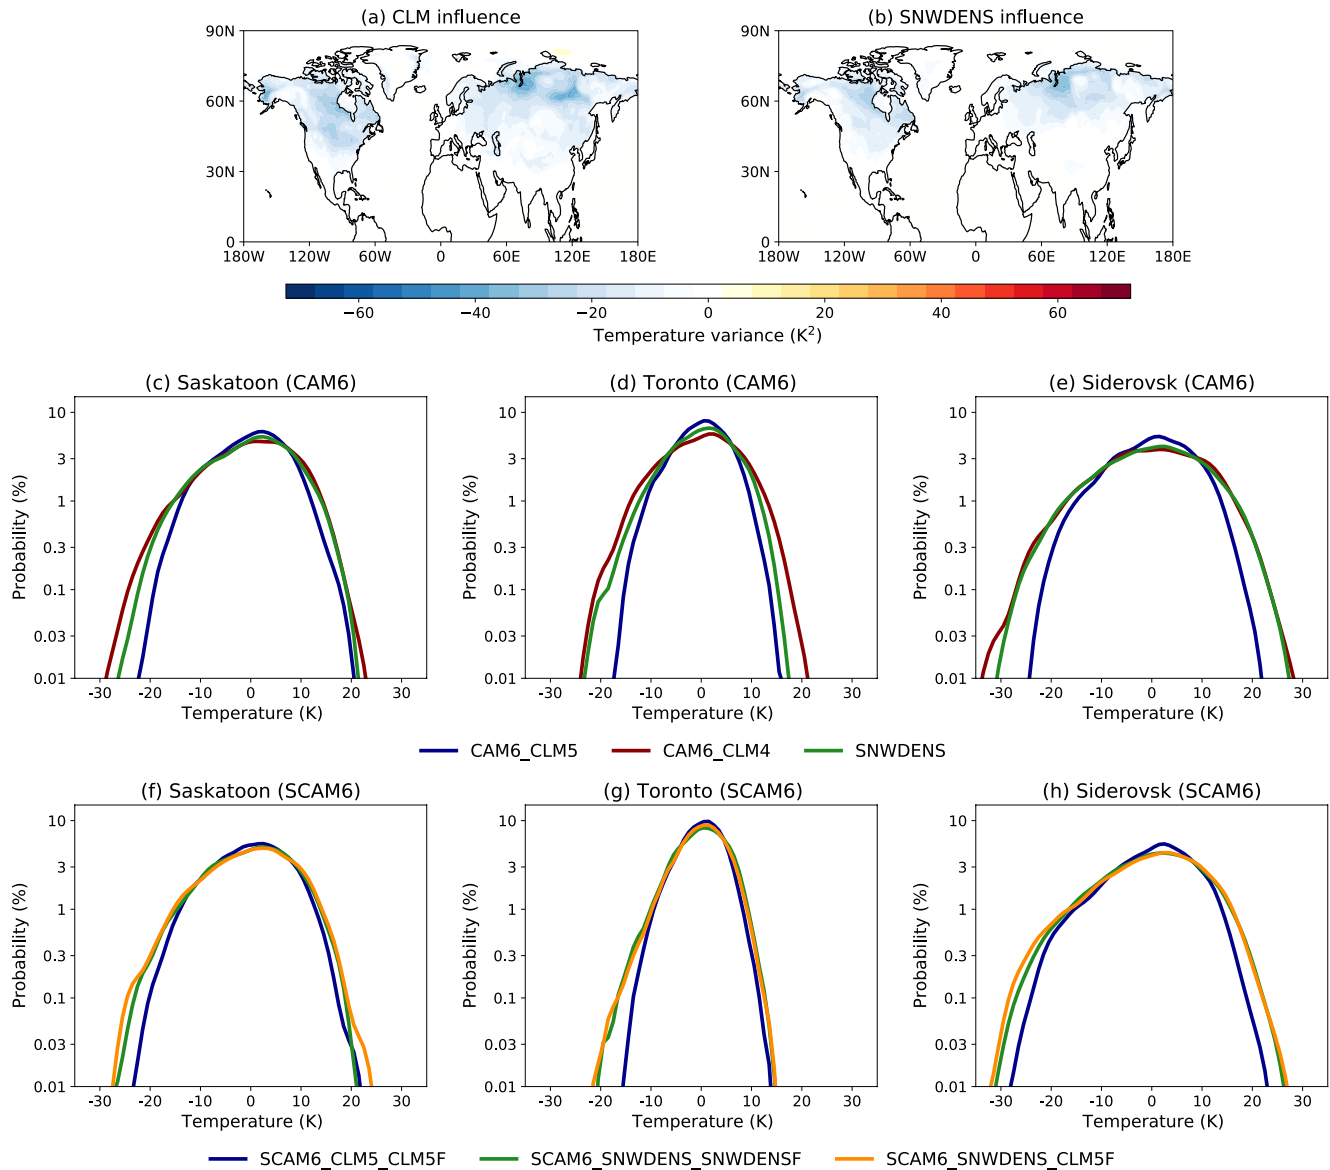 (a) CLM influence
(b) SNWDENS influence
90N
60N
30N
0
180W 120W 60W 0 60E 120E 180E
90N
60N
30N
0
180W 120W 60W 0 60E 120E 180E
−60 −40 −20 0 20 40 60
Temperature variance (K²)
(c) Saskatoon (CAM6)
(d) Toronto (CAM6)
(e) Siderovsk (CAM6)
Probability (%)
10
3
1
0.3
0.1
0.03
0.01
-30 -20 -10 0 10 20 30
Temperature (K)
Probability (%)
10
3
1
0.3
0.1
0.03
0.01
-30 -20 -10 0 10 20 30
Temperature (K)
Probability (%)
10
3
1
0.3
0.1
0.03
0.01
-30 -20 -10 0 10 20 30
Temperature (K)
CAM6_CLM5 CAM6_CLM4 SNWDENS
(f) Saskatoon (SCAM6)
(g) Toronto (SCAM6)
(h) Siderovsk (SCAM6)
Probability (%)
10
3
1
0.3
0.1
0.03
0.01
-30 -20 -10 0 10 20 30
Temperature (K)
Probability (%)
10
3
1
0.3
0.1
0.03
0.01
-30 -20 -10 0 10 20 30
Temperature (K)
Probability (%)
10
3
1
0.3
0.1
0.03
0.01
-30 -20 -10 0 10 20 30
Temperature (K)
SCAM6_CLM5_CLM5F SCAM6_SNWDENS_SNWDENSF SCAM6_SNWDENS_CLM5F